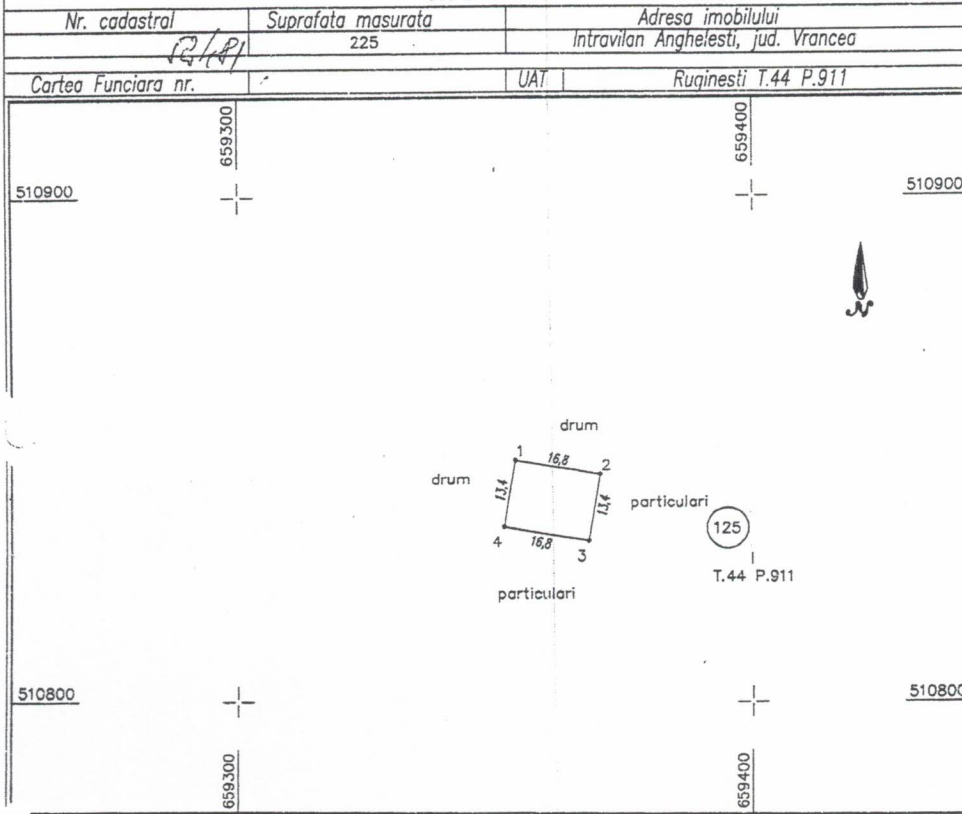 Nr. cadastral Suprafata masurata Adresa imobilului
225 Intravilan Anghelesti, jud. Vrancea
Cartea Funciara nr. UAT Ruginesti T.44 P.911
659300 659400
510900 510900
N
drum
1 16,8 2
drum
13,4 13,4
particulari
125
4 16,8 3
T.44 P.911
particulari
510800 510800
659300 659400